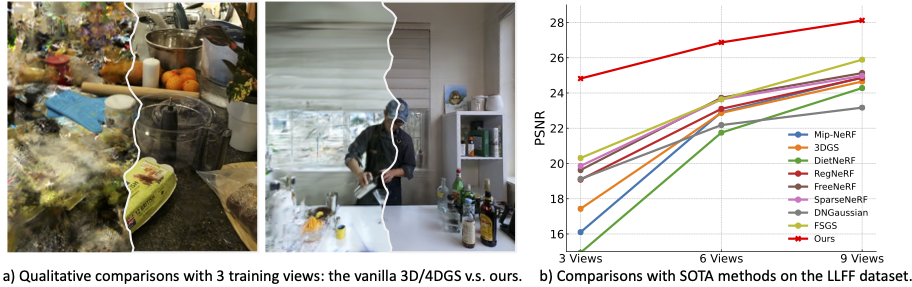 28
26
24
22
20
18
16
PSNR
Mip-NeRF
3DGS
DietNeRF
RegNeRF
FreeNeRF
SparseNeRF
DNGaussian
FSGS
Ours
3 Views
6 Views
9 Views
a) Qualitative comparisons with 3 training views: the vanilla 3D/4DGS v.s. ours.
b) Comparisons with SOTA methods on the LLFF dataset.